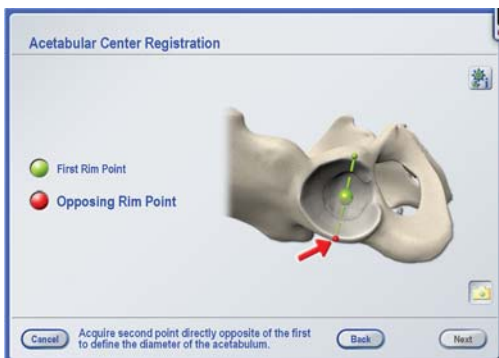 Acetabular Center Registration
First Rim Point
Opposing Rim Point
Cancel
Acquire second point directly opposite of the first
to define the diameter of the acetabulum.
Back
Next